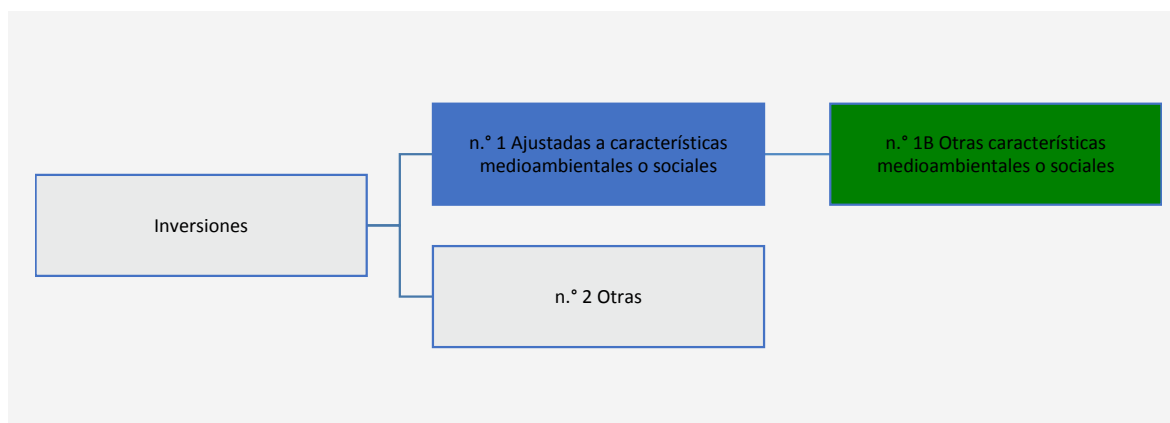 n.° 1 Ajustadas a características
medioambientales o sociales
n.° 1B Otras características
medioambientales o sociales
Inversiones
n.° 2 Otras